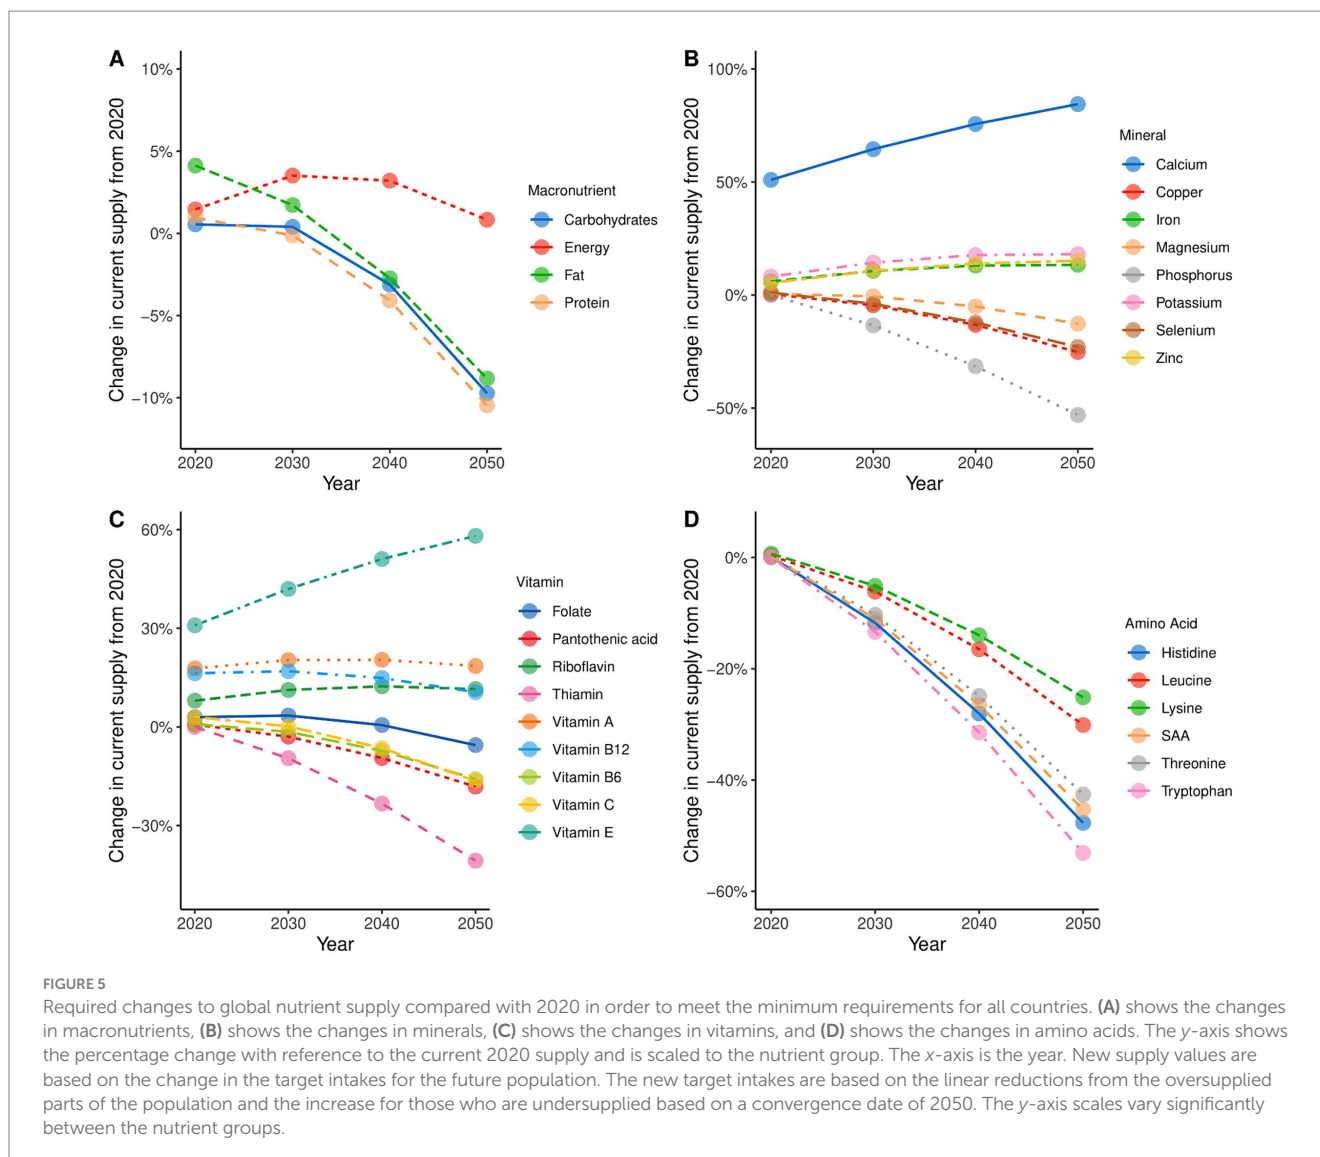 A
Change in current supply from 2020
10%
5%
0%
−5%
−10%
2020 2030 2040 2050
Year
Macronutrient
Carbohydrates
Energy
Fat
Protein
B
Change in current supply from 2020
100%
50%
0%
−50%
2020 2030 2040 2050
Year
Mineral
Calcium
Copper
Iron
Magnesium
Phosphorus
Potassium
Selenium
Zinc
C
Change in current supply from 2020
60%
30%
0%
−30%
2020 2030 2040 2050
Year
Vitamin
Folate
Pantothenic acid
Riboflavin
Thiamin
Vitamin A
Vitamin B12
Vitamin B6
Vitamin C
Vitamin E
D
Change in current supply from 2020
0%
−20%
−40%
−60%
2020 2030 2040 2050
Year
Amino Acid
Histidine
Leucine
Lysine
SAA
Threonine
Tryptophan
FIGURE 5
Required changes to global nutrient supply compared with 2020 in order to meet the minimum requirements for all countries. (A) shows the changes
in macronutrients, (B) shows the changes in minerals, (C) shows the changes in vitamins, and (D) shows the changes in amino acids. The y-axis shows
the percentage change with reference to the current 2020 supply and is scaled to the nutrient group. The x-axis is the year. New supply values are
based on the change in the target intakes for the future population. The new target intakes are based on the linear reductions from the oversupplied
parts of the population and the increase for those who are undersupplied based on a convergence date of 2050. The y-axis scales vary significantly
between the nutrient groups.